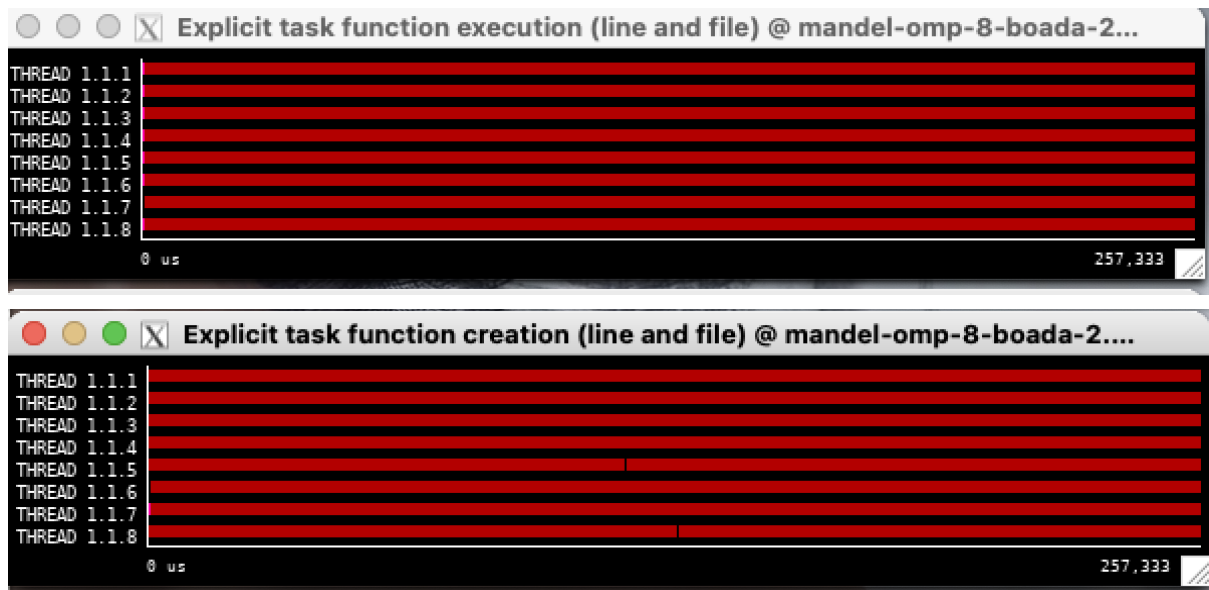 Explicit task function execution (line and file) @ mandel-omp-8-boada-2...
THREAD 1.1.1
THREAD 1.1.2
THREAD 1.1.3
THREAD 1.1.4
THREAD 1.1.5
THREAD 1.1.6
THREAD 1.1.7
THREAD 1.1.8
0 us 257,333
Explicit task function creation (line and file) @ mandel-omp-8-boada-2....
THREAD 1.1.1
THREAD 1.1.2
THREAD 1.1.3
THREAD 1.1.4
THREAD 1.1.5
THREAD 1.1.6
THREAD 1.1.7
THREAD 1.1.8
0 us 257,333